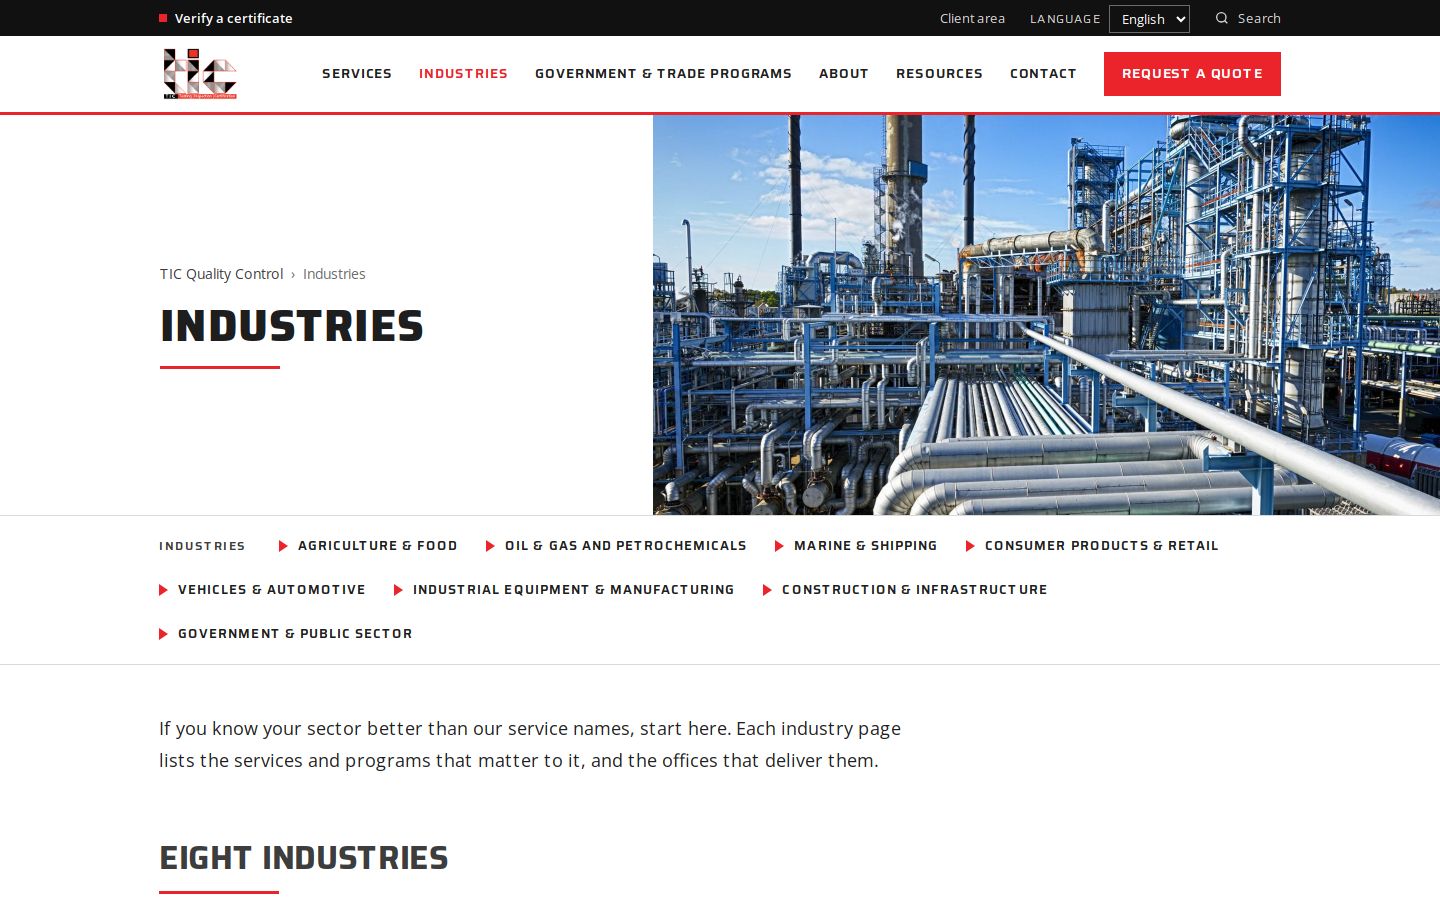 Verify a certificate
Client area
LANGUAGE
English
Search
tic
SERVICES
INDUSTRIES
GOVERNMENT & TRADE PROGRAMS
ABOUT
RESOURCES
CONTACT
REQUEST A QUOTE
TIC Quality Control › Industries
INDUSTRIES
INDUSTRIES
AGRICULTURE & FOOD
OIL & GAS AND PETROCHEMICALS
MARINE & SHIPPING
CONSUMER PRODUCTS & RETAIL
VEHICLES & AUTOMOTIVE
INDUSTRIAL EQUIPMENT & MANUFACTURING
CONSTRUCTION & INFRASTRUCTURE
GOVERNMENT & PUBLIC SECTOR
If you know your sector better than our service names, start here. Each industry page
lists the services and programs that matter to it, and the offices that deliver them.
EIGHT INDUSTRIES